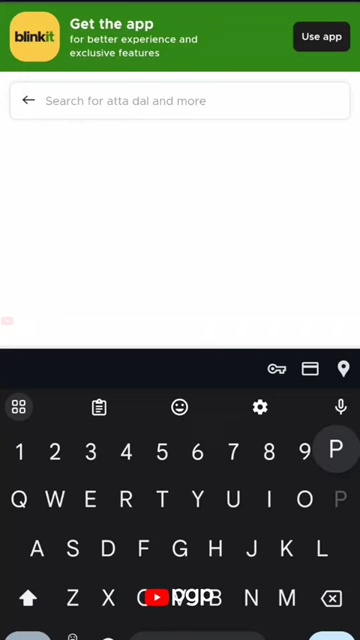 blinkit
Get the app
for better experience and
exclusive features
Use app
Search for atta dal and more
1 2 3 4 5 6 7 8 9 P
Q W E R T Y U I O P
A S D F G H J K L
Z X C B N M
pgp